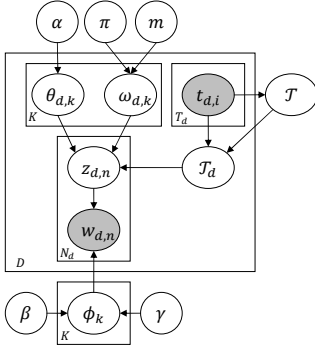 α π m
θ_{d,k} ω_{d,k} t_{d,i} 𝒯
K T_d
z_{d,n} 𝒯_d
w_{d,n}
N_d
D
β ϕ_k γ
K